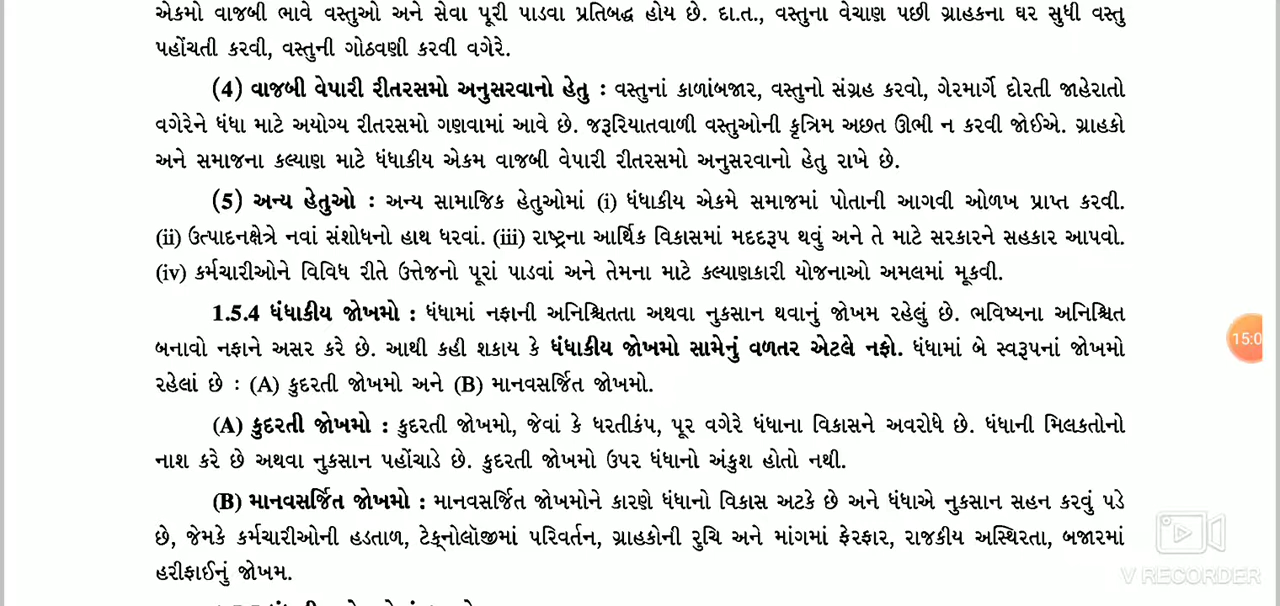 એકમો વાજબી ભાવે વસ્તુઓ અને સેવા પૂરી પાડવા પ્રતિબદ્ધ હોય છે. દા.ત., વસ્તુના વેચાણ પછી ગ્રાહકના ઘર સુધી વસ્તુ
પહોંચતી કરવી, વસ્તુની ગોઠવણી કરવી વગેરે.
(4) વાજબી વેપારી રીતરસમો અનુસરવાનો હેતુ : વસ્તુનાં કાળાંબજાર, વસ્તુનો સંગ્રહ કરવો, ગેરમાર્ગે દોરતી જાહેરાતો
વગેરેને ધંધા માટે અયોગ્ય રીતરસમો ગણવામાં આવે છે. જરૂરિયાતવાળી વસ્તુઓની કૃત્રિમ અછત ઊભી ન કરવી જોઈએ. ગ્રાહકો
અને સમાજના કલ્યાણ માટે ધંધાકીય એકમ વાજબી વેપારી રીતરસમો અનુસરવાનો હેતુ રાખે છે.
(5) અન્ય હેતુઓ : અન્ય સામાજિક હેતુઓમાં (i) ધંધાકીય એકમે સમાજમાં પોતાની આગવી ઓળખ પ્રાપ્ત કરવી.
(ii) ઉત્પાદનક્ષેત્રે નવાં સંશોધનો હાથ ધરવાં. (iii) રાષ્ટ્રના આર્થિક વિકાસમાં મદદરૂપ થવું અને તે માટે સરકારને સહકાર આપવો.
(iv) કર્મચારીઓને વિવિધ રીતે ઉત્તેજનો પૂરાં પાડવાં અને તેમના માટે કલ્યાણકારી યોજનાઓ અમલમાં મૂકવી.
1.5.4 ધંધાકીય જોખમો : ધંધામાં નફાની અનિશ્ચિતતા અથવા નુકસાન થવાનું જોખમ રહેલું છે. ભવિષ્યના અનિશ્ચિત
બનાવો નફાને અસર કરે છે. આથી કહી શકાય કે ધંધાકીય જોખમો સામેનું વળતર એટલે નફો. ધંધામાં બે સ્વરૂપનાં જોખમો
રહેલાં છે : (A) કુદરતી જોખમો અને (B) માનવસર્જિત જોખમો.
(A) કુદરતી જોખમો : કુદરતી જોખમો, જેવાં કે ધરતીકંપ, પૂર વગેરે ધંધાના વિકાસને અવરોધે છે. ધંધાની મિલકતોનો
નાશ કરે છે અથવા નુકસાન પહોંચાડે છે. કુદરતી જોખમો ઉપર ધંધાનો અંકુશ હોતો નથી.
(B) માનવસર્જિત જોખમો : માનવસર્જિત જોખમોને કારણે ધંધાનો વિકાસ અટકે છે અને ધંધાએ નુકસાન સહન કરવું પડે
છે, જેમકે કર્મચારીઓની હડતાળ, ટેક્નોલૉજીમાં પરિવર્તન, ગ્રાહકોની રુચિ અને માંગમાં ફેરફાર, રાજકીય અસ્થિરતા, બજારમાં
હરીફાઈનું જોખમ.
15:0
V RECORDER